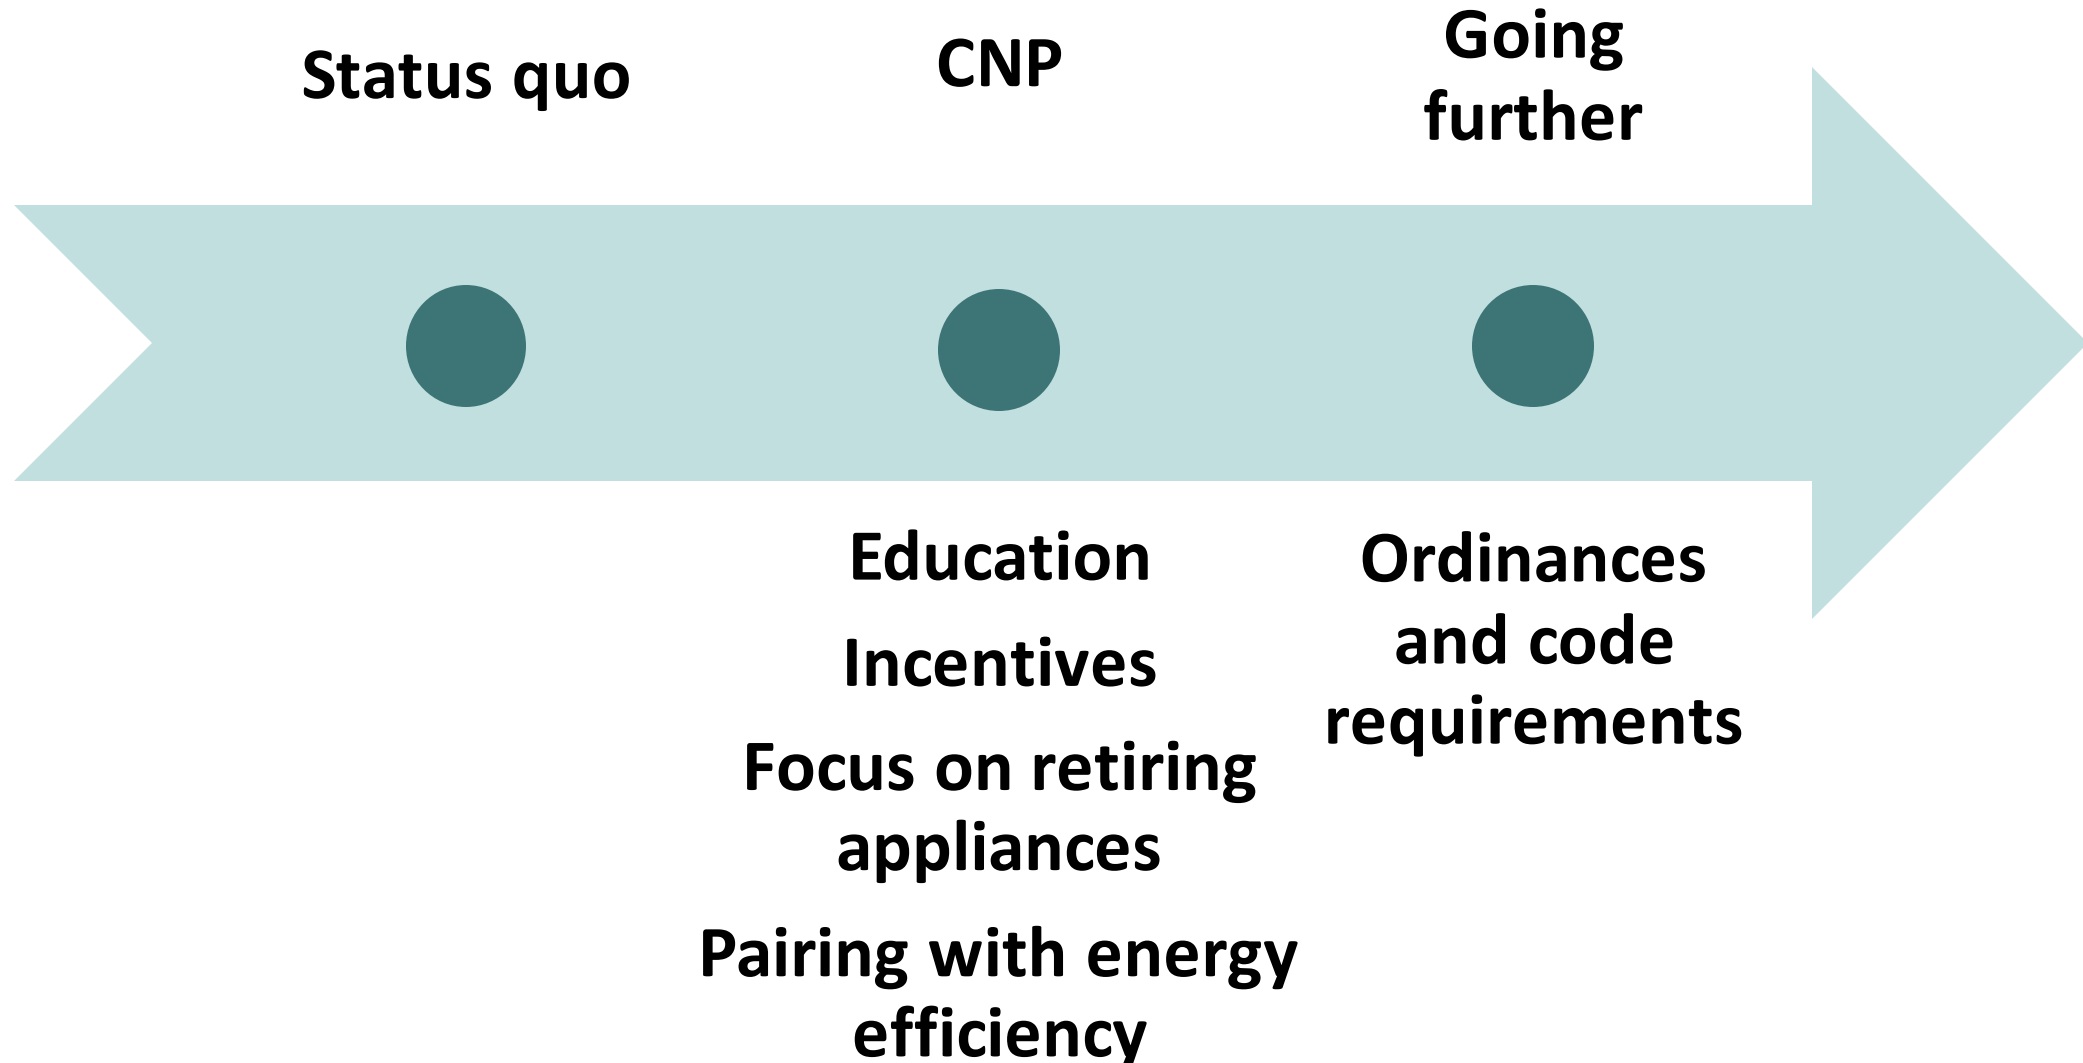 Status quo
CNP
Going
further
Education
Incentives
Focus on retiring
appliances
Pairing with energy
efficiency
Ordinances
and code
requirements